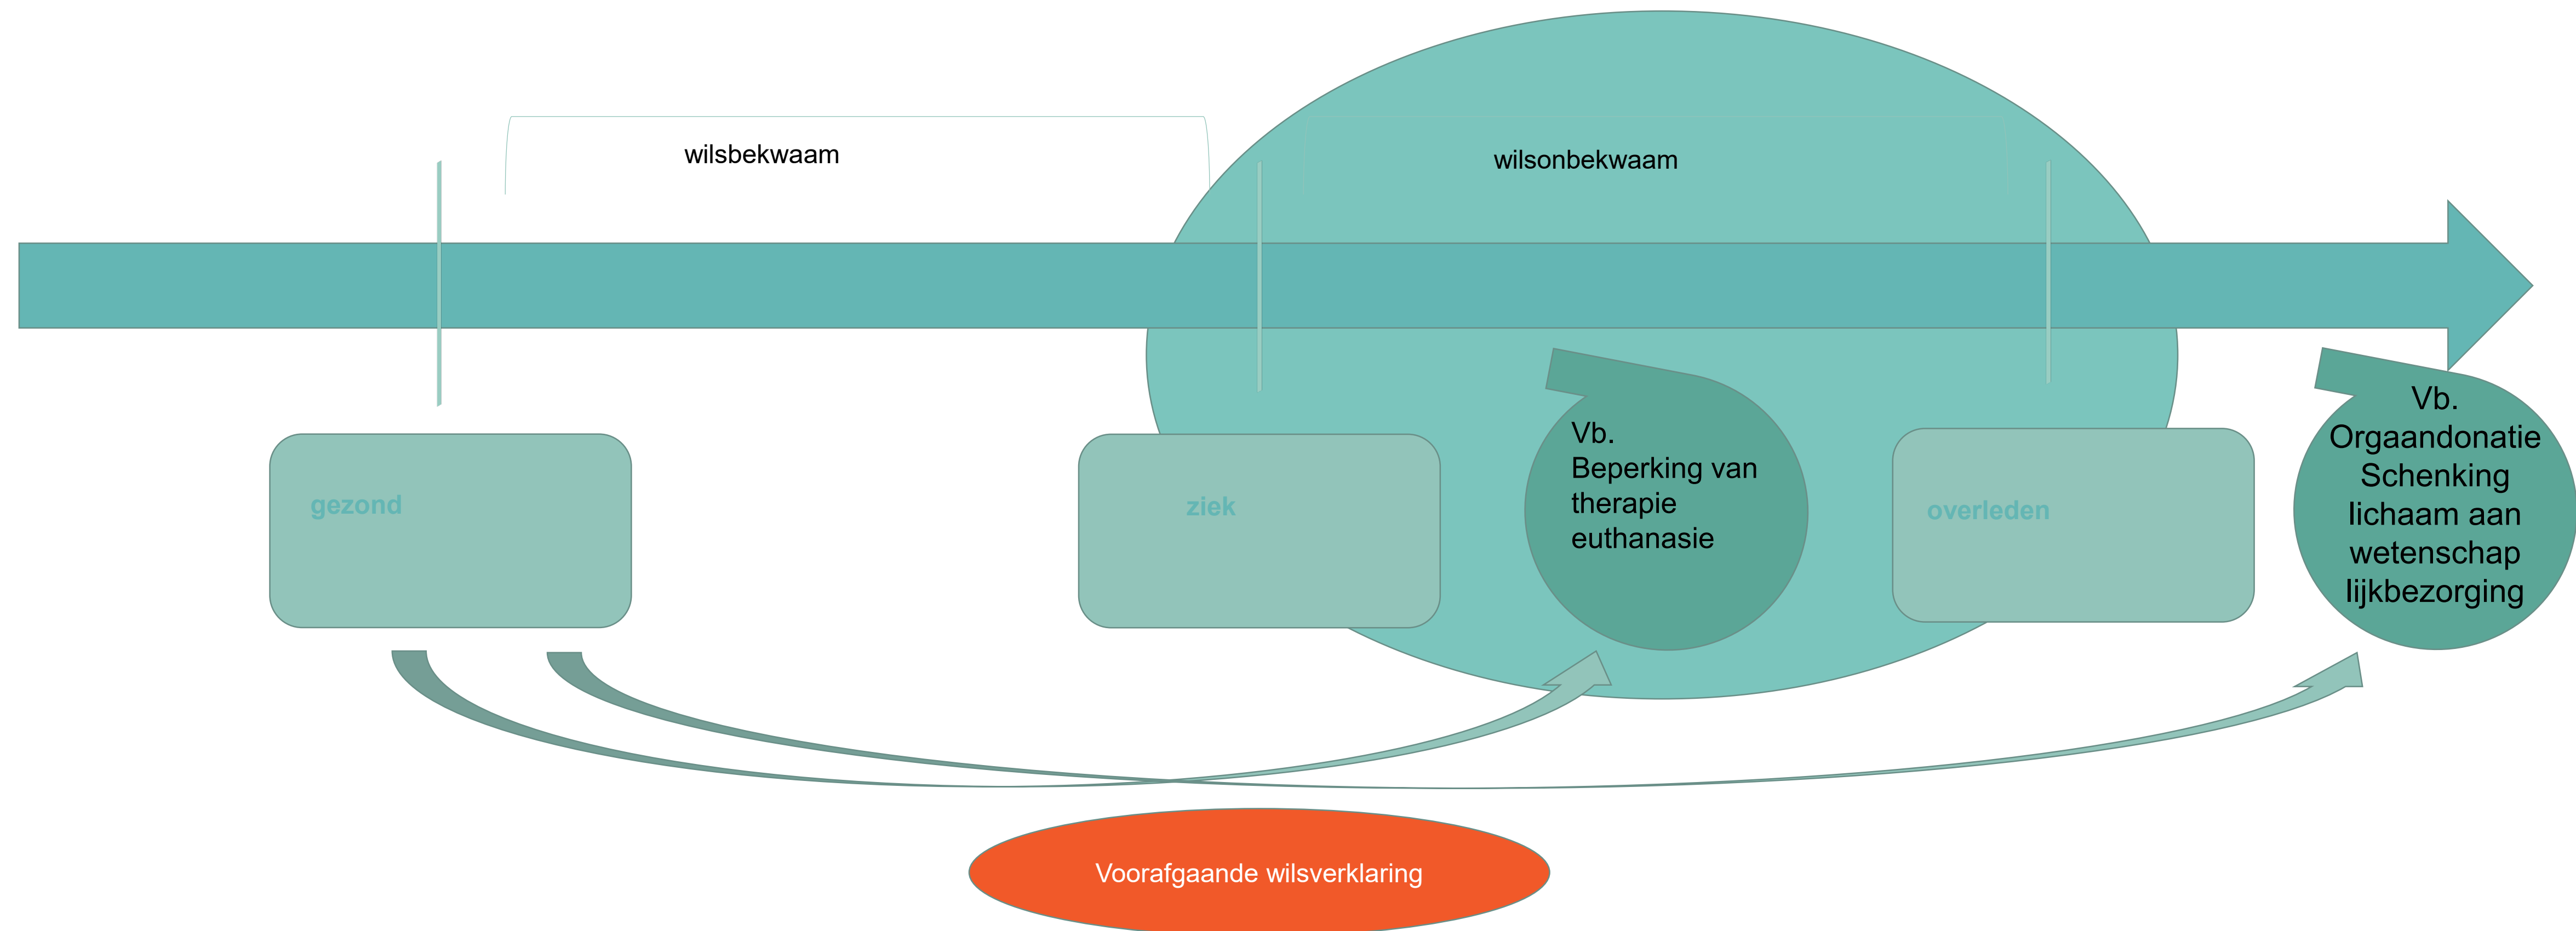 wilsbekwaam
wilsonbekwaam
gezond
ziek
Vb.
Beperking van
therapie
euthanasie
overleden
Vb.
Orgaandonatie
Schenking
lichaam aan
wetenschap
lijkbezorging
Voorafgaande wilsverklaring